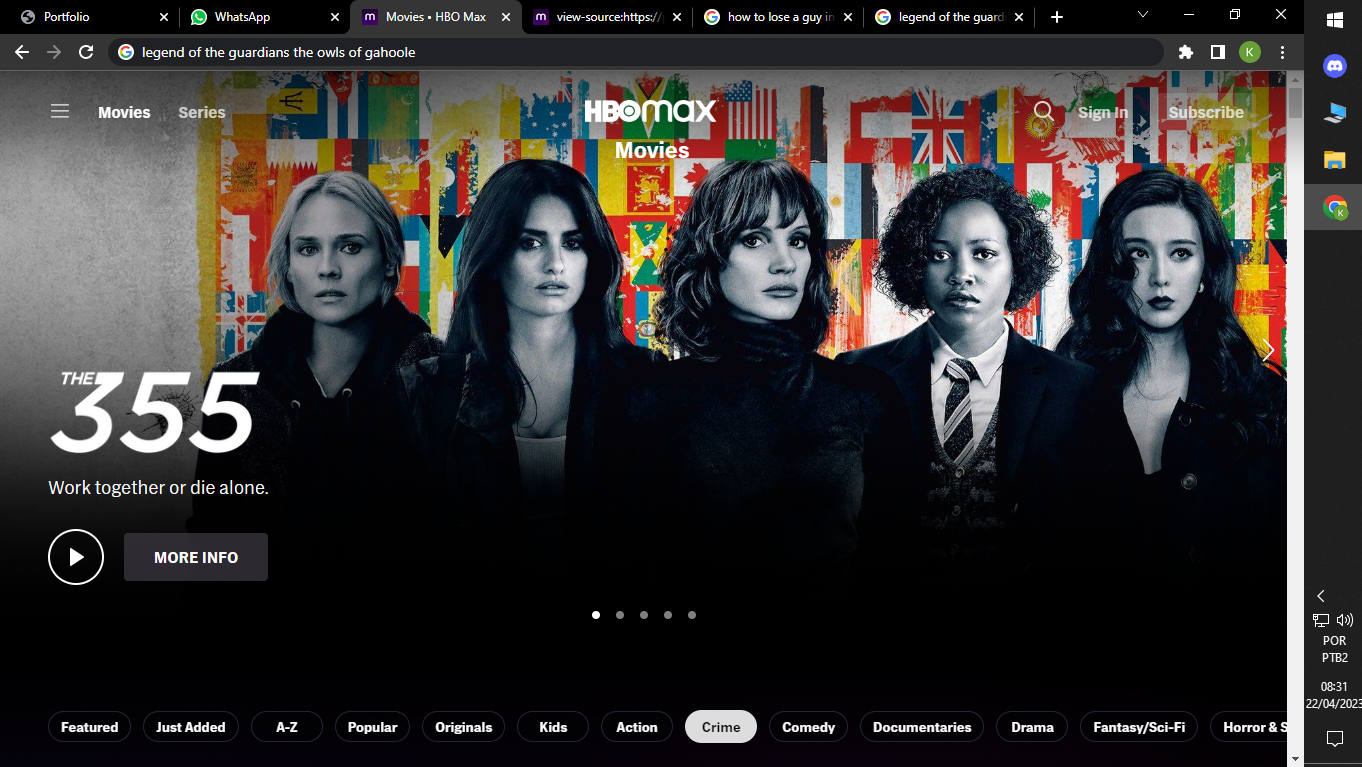 Portfolio
WhatsApp
Movies • HBO Max
view-source:https://
how to lose a guy in
legend of the guard
legend of the guardians the owls of gahoole
K
Movies
Series
HBOmax
Sign In
Subscribe
Movies
THE
355
Work together or die alone.
MORE INFO
Featured
Just Added
A-Z
Popular
Originals
Kids
Action
Crime
Comedy
Documentaries
Drama
Fantasy/Sci-Fi
Horror & S
POR
PTB2
08:31
22/04/2023